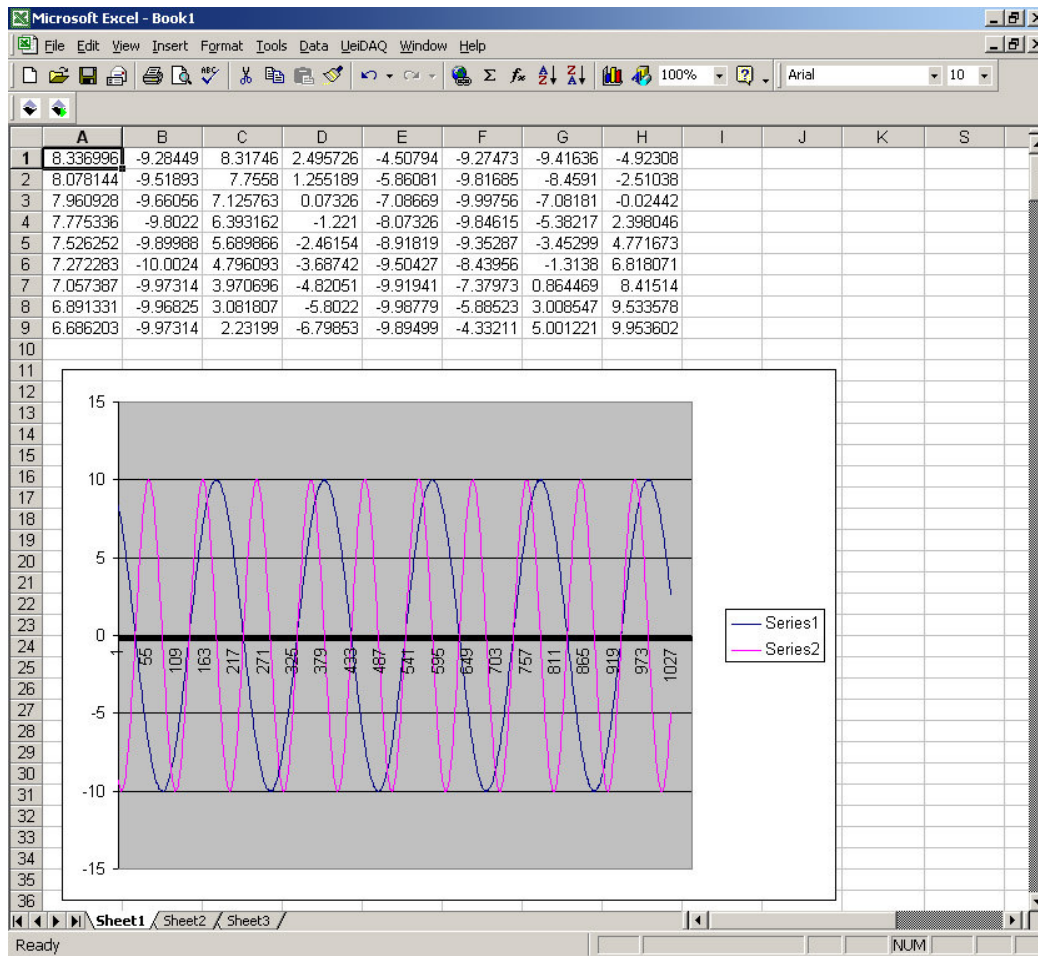 Microsoft Excel - Book1
File Edit View Insert Format Tools Data UeiDAQ Window Help
ABC Σ fx A Z Z A 100% ? Arial 10
A B C D E F G H I J K S
1 8.336996 -9.28449 8.31746 2.495726 -4.50794 -9.27473 -9.41636 -4.92308
2 8.078144 -9.51893 7.7558 1.255189 -5.86081 -9.81685 -8.4591 -2.51038
3 7.960928 -9.66056 7.125763 0.07326 -7.08669 -9.99756 -7.08181 -0.02442
4 7.775336 -9.8022 6.393162 -1.221 -8.07326 -9.84615 -5.38217 2.398046
5 7.526252 -9.89988 5.689866 -2.46154 -8.91819 -9.35287 -3.45299 4.771673
6 7.272283 -10.0024 4.796093 -3.68742 -9.50427 -8.43956 -1.3138 6.818071
7 7.057387 -9.97314 3.970696 -4.82051 -9.91941 -7.37973 0.864469 8.41514
8 6.891331 -9.96825 3.081807 -5.8022 -9.98779 -5.88523 3.008547 9.533578
9 6.686203 -9.97314 2.23199 -6.79853 -9.89499 -4.33211 5.001221 9.953602
10
11
12
13
14
15
16
17
18
19
20
21
22
23
24
25
26
27
28
29
30
31
32
33
34
35
36
15
10
5
0
-5
-10
-15
1 55 109 163 217 271 325 379 433 487 541 595 649 703 757 811 865 919 973 1027
Series1
Series2
Sheet1 Sheet2 Sheet3
Ready NUM